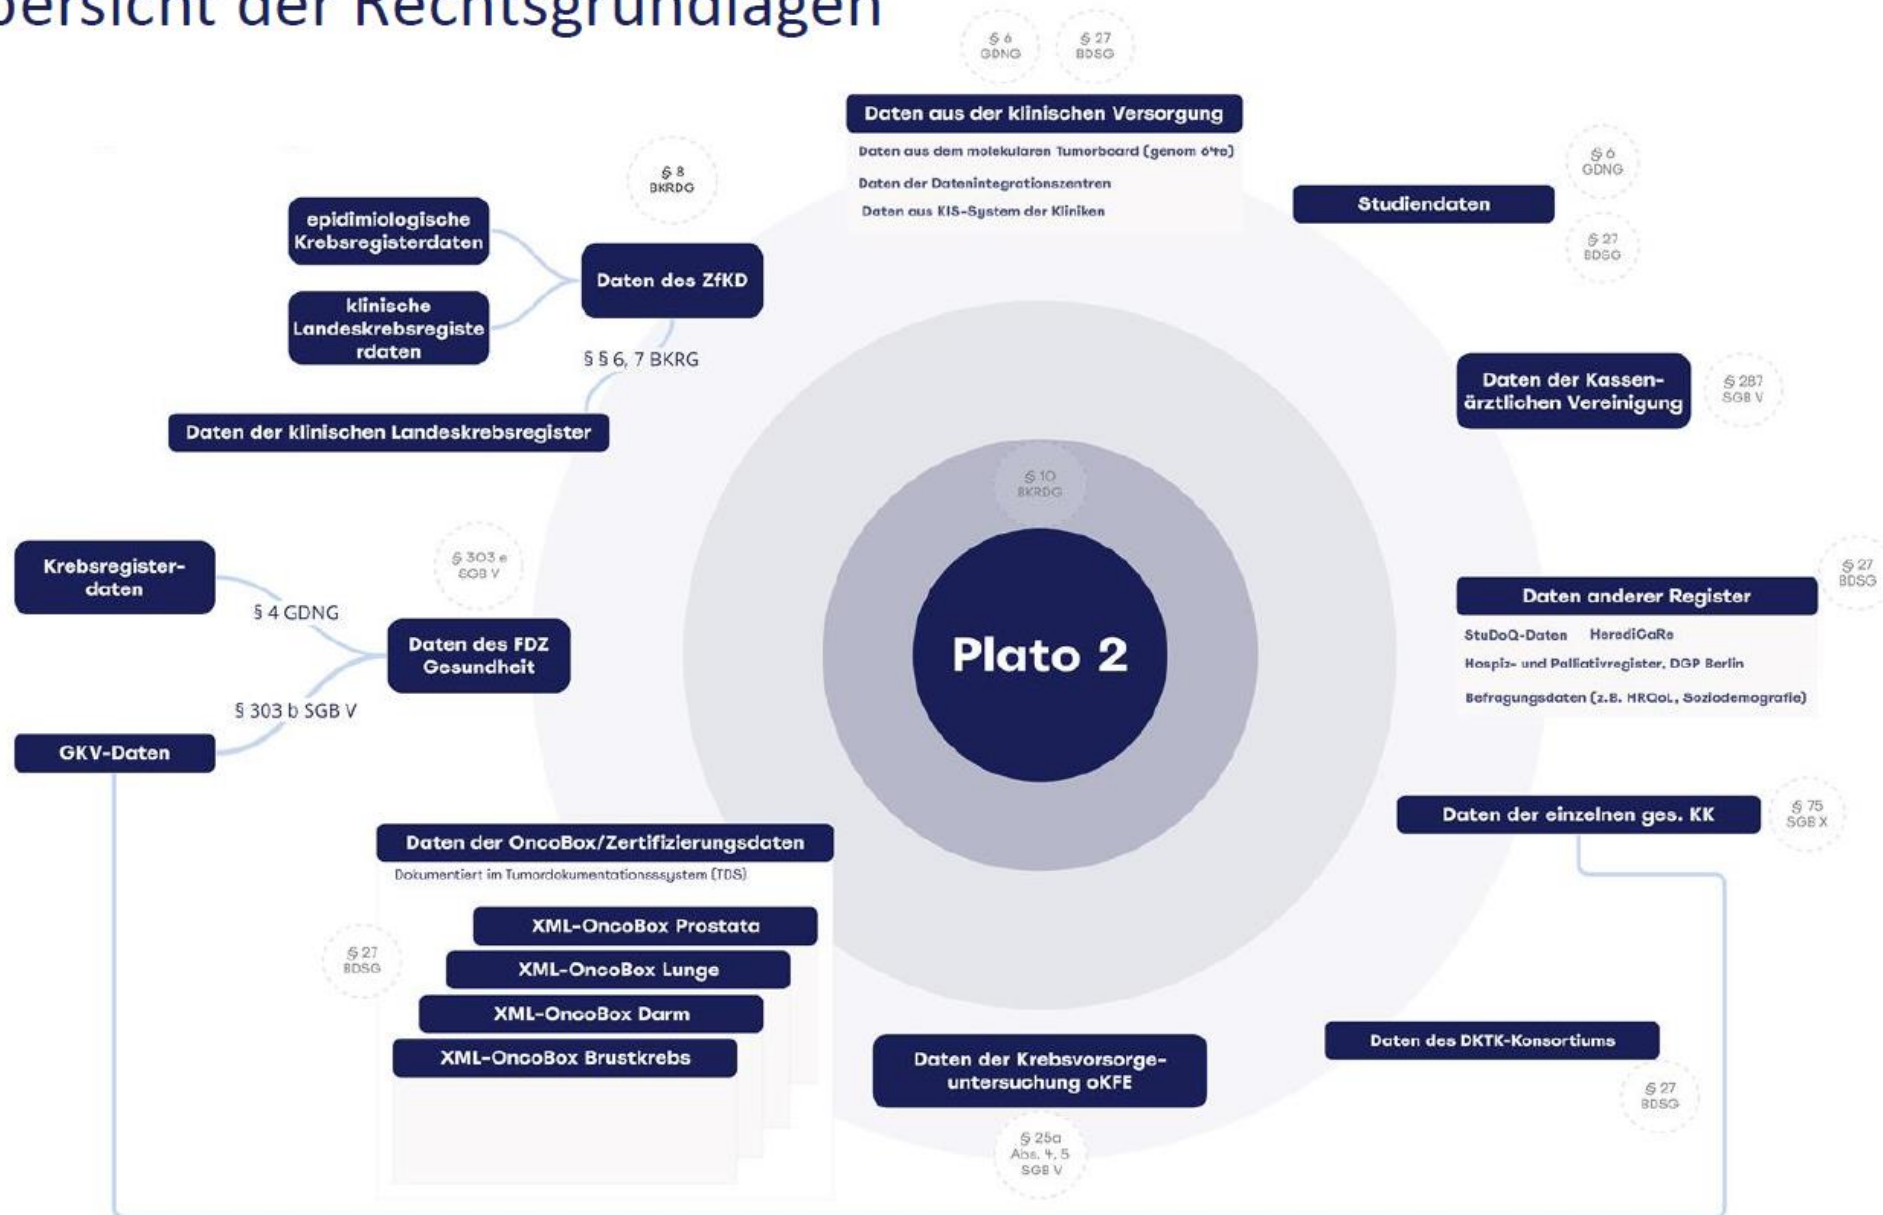 bersicht der Rechtsgrundlagen
§ 6
GDNG
§ 27
BDSG
Daten aus der klinischen Versorgung
Daten aus dem molekularen Tumorboard (genom
Daten der Datenintegrationszentren
Daten aus KIS-System der Kliniken
§ 8
BKRDG
epidimiologische
Krebsregisterdaten
klinische
Landeskrebsregiste
rdaten
Daten des ZfKD
§ § 6, 7 BKRG
Daten der klinischen Landeskrebsregister
Studiendaten
§ 6
GDNG
§ 27
BDSG
Daten der Kassen-
ärztlichen Vereinigung
§ 287
SGB V
§ 10
BKRDG
Plato 2
Krebsregister-
daten
§ 4 GDNG
§ 303 e
SGB V
Daten des FDZ
Gesundheit
§ 303 b SGB V
GKV-Daten
§ 27
BDSG
Daten anderer Register
StuDoQ-Daten HerediCaRe
Hospiz- und Palliativregister, DGP Berlin
Befragungsdaten (z.B. HRQoL, Soziodemografie)
Daten der einzelnen ges. KK
§ 75
SGB X
Daten der OncoBox/Zertifizierungsdaten
Dokumentiert im Tumordokumentationsssystem (TDS)
XML-OncoBox Prostata
XML-OncoBox Lunge
XML-OncoBox Darm
XML-OncoBox Brustkrebs
§ 27
BDSG
Daten der Krebsvorsorge-
untersuchung oKFE
§ 25a
Abs. 4, 5
SGB V
Daten des DKTK-Konsortiums
§ 27
BDSG